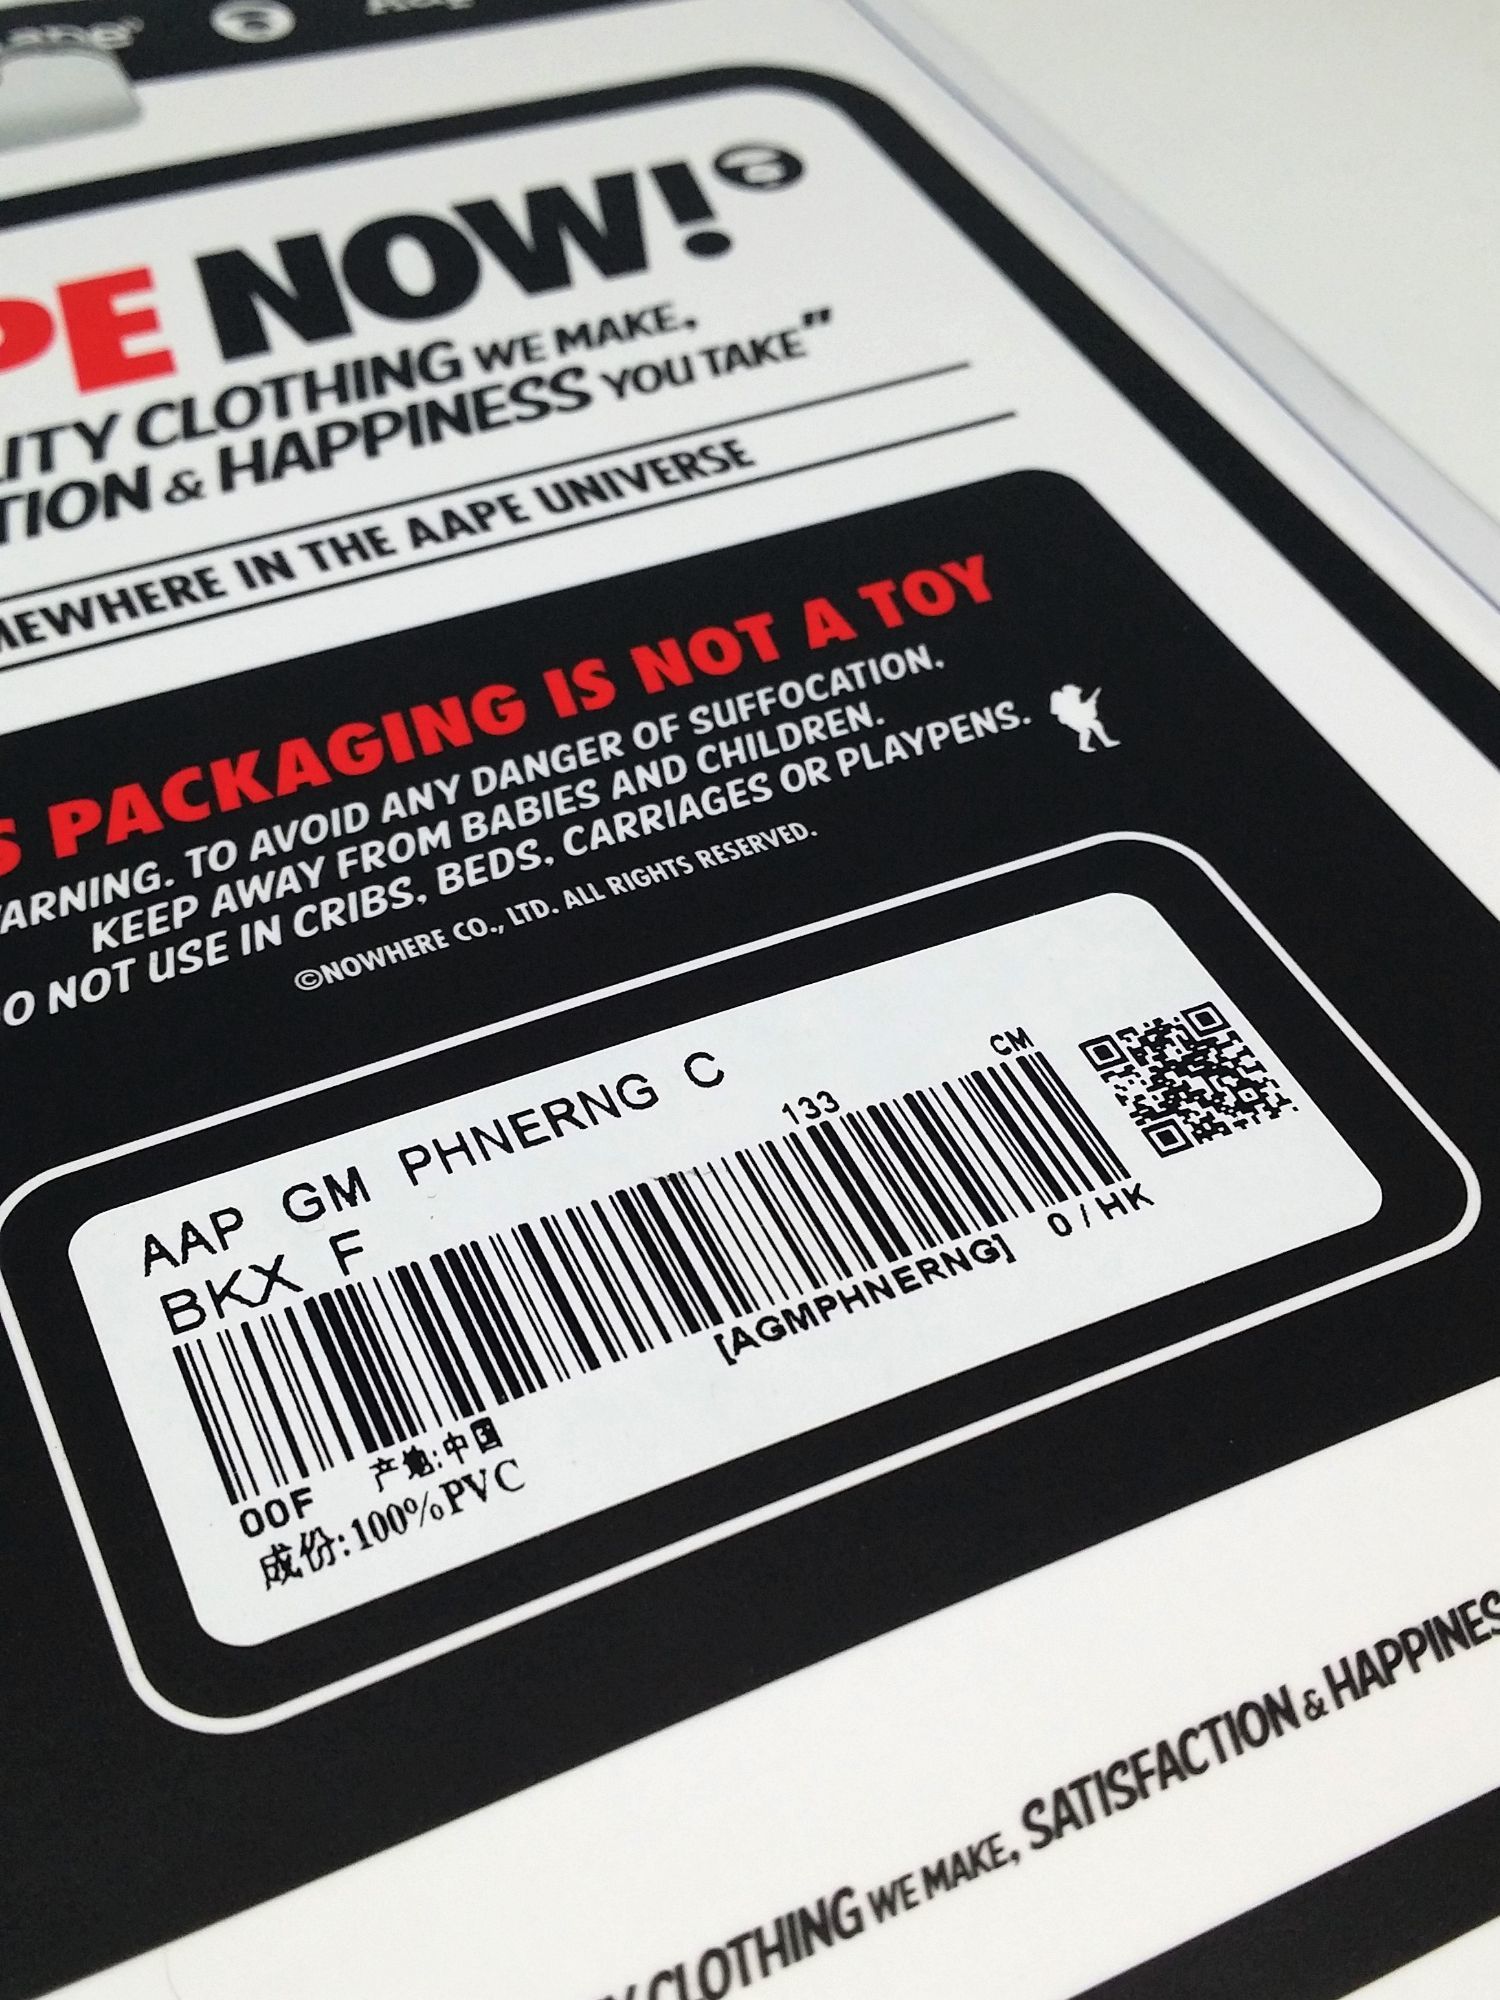 PE NOW!
LITY CLOTHING WE MAKE,
TION & HAPPINESS YOU TAKE"
MEWHERE IN THE AAPE UNIVERSE
S PACKAGING IS NOT A TOY
ARNING. TO AVOID ANY DANGER OF SUFFOCATION.
KEEP AWAY FROM BABIES AND CHILDREN.
O NOT USE IN CRIBS, BEDS, CARRIAGES OR PLAYPENS.
©NOWHERE CO., LTD. ALL RIGHTS RESERVED.
AAP GM PHNERNG C
BKX F
133
CM
[AGMPHNERNG] 0/HK
00F 产地:中国
成份:100%PVC
CLOTHING WE MAKE, SATISFACTION & HAPPINES